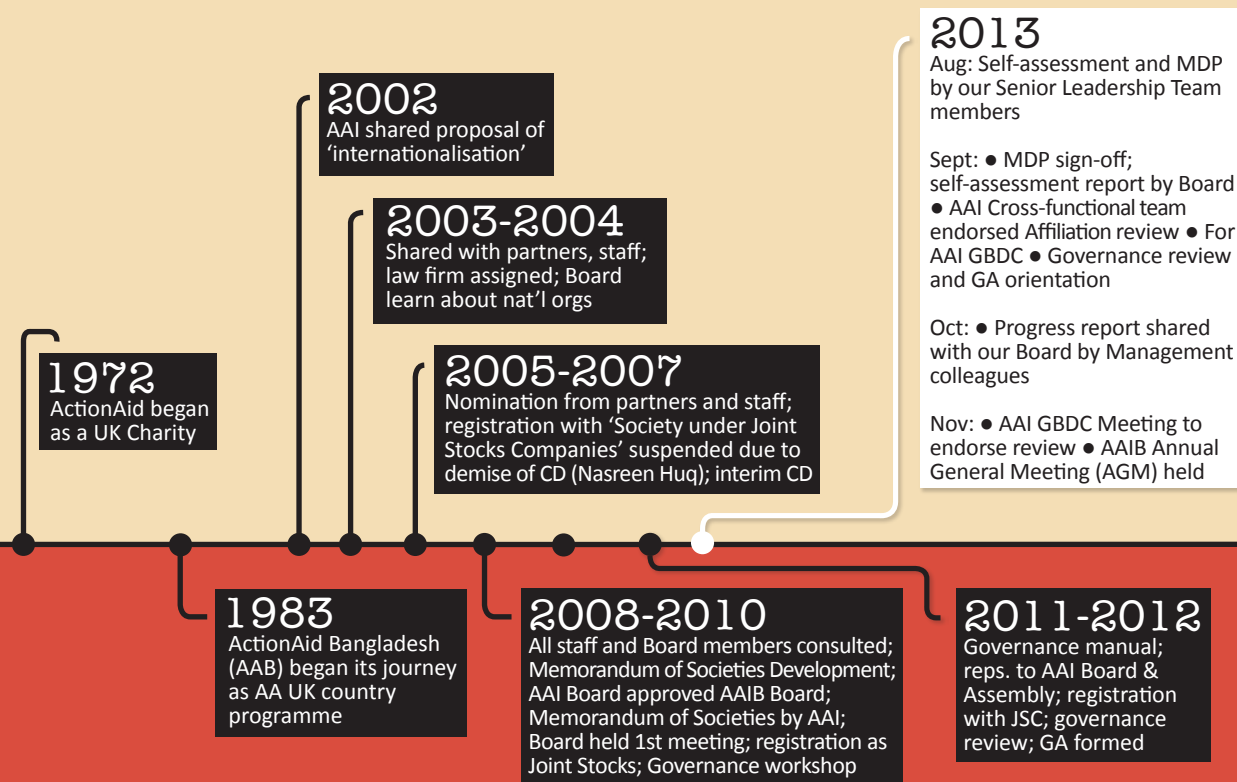 1972
ActionAid began
as a UK Charity
1983
ActionAid Bangladesh
(AAB) began its journey
as AA UK country
programme
2002
AAI shared proposal of
‘internationalisation’
2003-2004
Shared with partners, staff;
law firm assigned; Board
learn about nat’l orgs
2005-2007
Nomination from partners and staff;
registration with ‘Society under Joint
Stocks Companies’ suspended due to
demise of CD (Nasreen Huq); interim CD
2008-2010
All staff and Board members consulted;
Memorandum of Societies Development;
AAI Board approved AAIB Board;
Memorandum of Societies by AAI;
Board held 1st meeting; registration as
Joint Stocks; Governance workshop
2011-2012
Governance manual;
reps. to AAI Board &
Assembly; registration
with JSC; governance
review; GA formed
2013
Aug: Self-assessment and MDP
by our Senior Leadership Team
members
Sept: ● MDP sign-off;
self-assessment report by Board
● AAI Cross-functional team
endorsed Affiliation review ● For
AAI GBDC ● Governance review
and GA orientation
Oct: ● Progress report shared
with our Board by Management
colleagues
Nov: ● AAI GBDC Meeting to
endorse review ● AAIB Annual
General Meeting (AGM) held